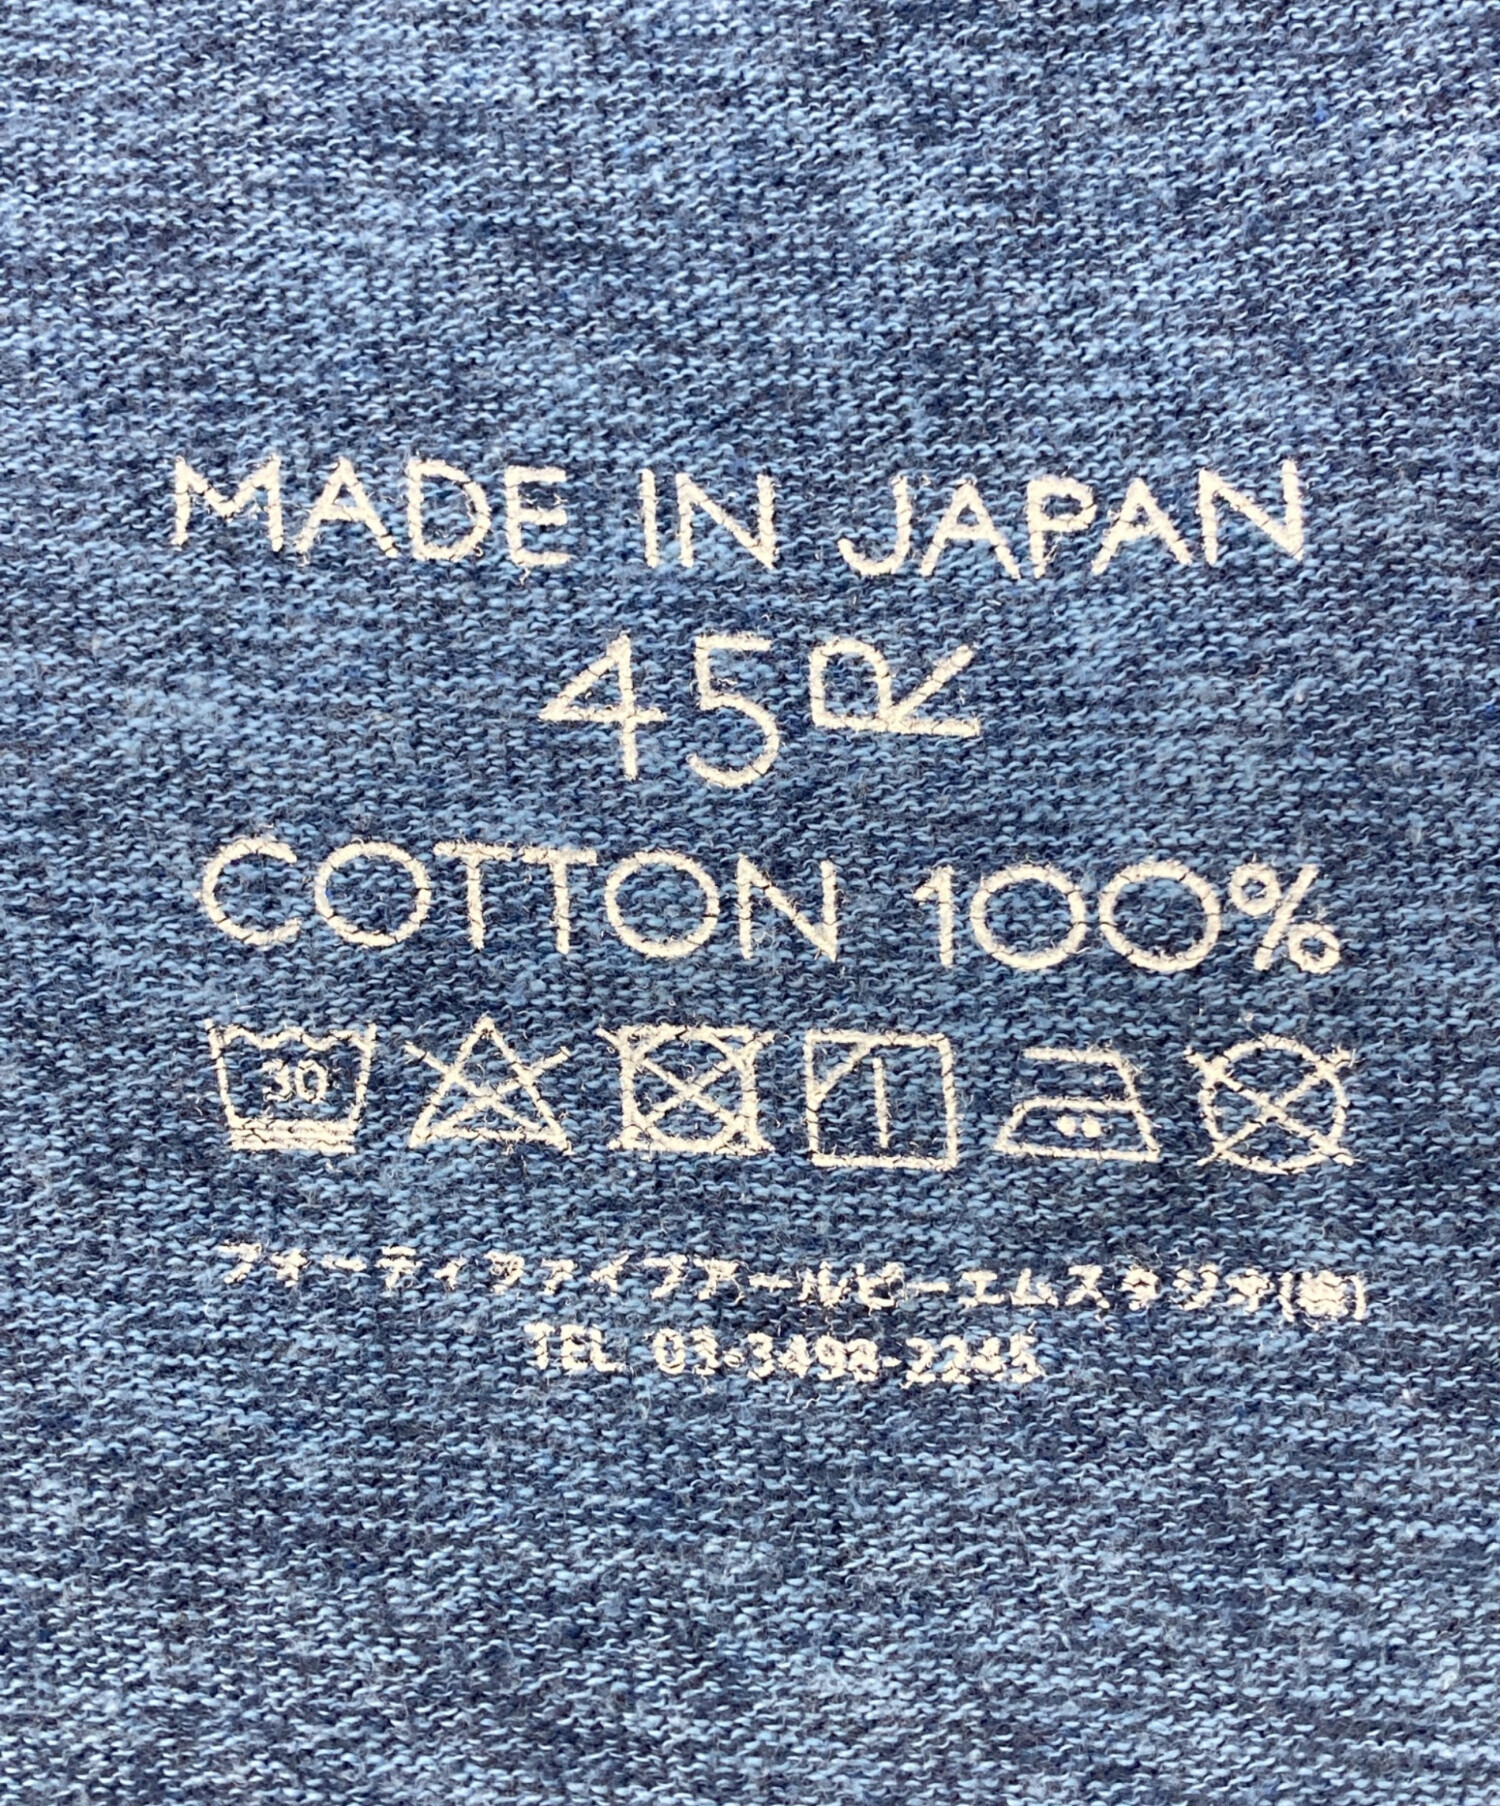 MADE IN JAPAN
45R
COTTON 100%
30
フォーティファイブアールピーエムスタジオ(株)
TEL 03-3498-2245